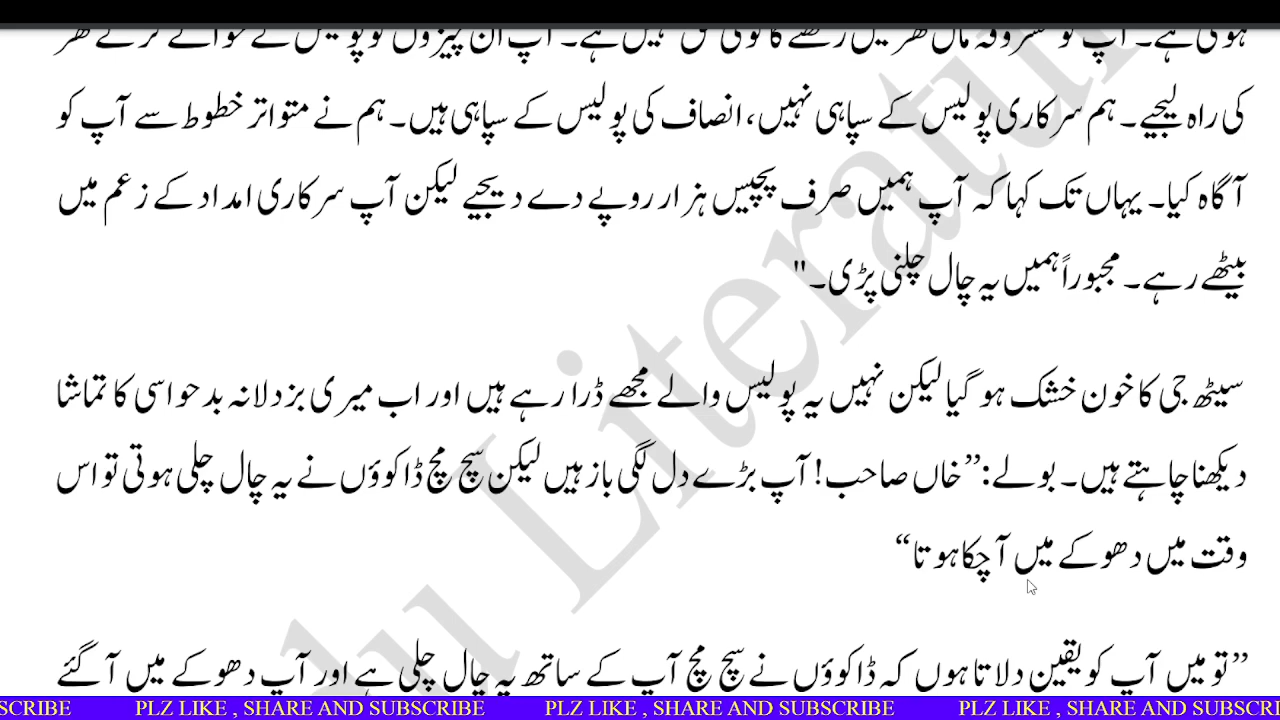 ہوتی ہے۔ آپ کو مسروقہ مال گھر میں رکھنے کا کوئی حق نہیں ہے۔ آپ ان چیزوں کو پولیس کے حوالے کرکے گھر
کی راہ لیجیے۔ ہم سرکاری پولیس کے سپاہی نہیں، انصاف کی پولیس کے سپاہی ہیں۔ ہم نے متواتر خطوط سے آپ کو
آگاہ کیا۔ یہاں تک کہا کہ آپ ہمیں صرف پچیس ہزار روپے دے دیجیے لیکن آپ سرکاری امداد کے زعم میں
بیٹھے رہے۔ مجبوراً ہمیں یہ چال چلنی پڑی۔"
سیٹھ جی کا خون خشک ہو گیا لیکن نہیں یہ پولیس والے مجھے ڈرا رہے ہیں اور اب میری بزدلانہ بدحواسی کا تماشا
دیکھنا چاہتے ہیں۔ بولے: ”خاں صاحب! آپ بڑے دل لگی باز ہیں لیکن سچ مچ ڈاکوؤں نے یہ چال چلی ہوتی تو اس
وقت میں دھوکے میں آ چکا ہوتا“
”تو میں آپ کو یقین دلاتا ہوں کہ ڈاکوؤں نے سچ مچ آپ کے ساتھ یہ چال چلی ہے اور آپ دھوکے میں آ گئے
SCRIBE PLZ LIKE , SHARE AND SUBSCRIBE PLZ LIKE , SHARE AND SUBSCRIBE PLZ LIKE , SHARE AND SUBSCRI